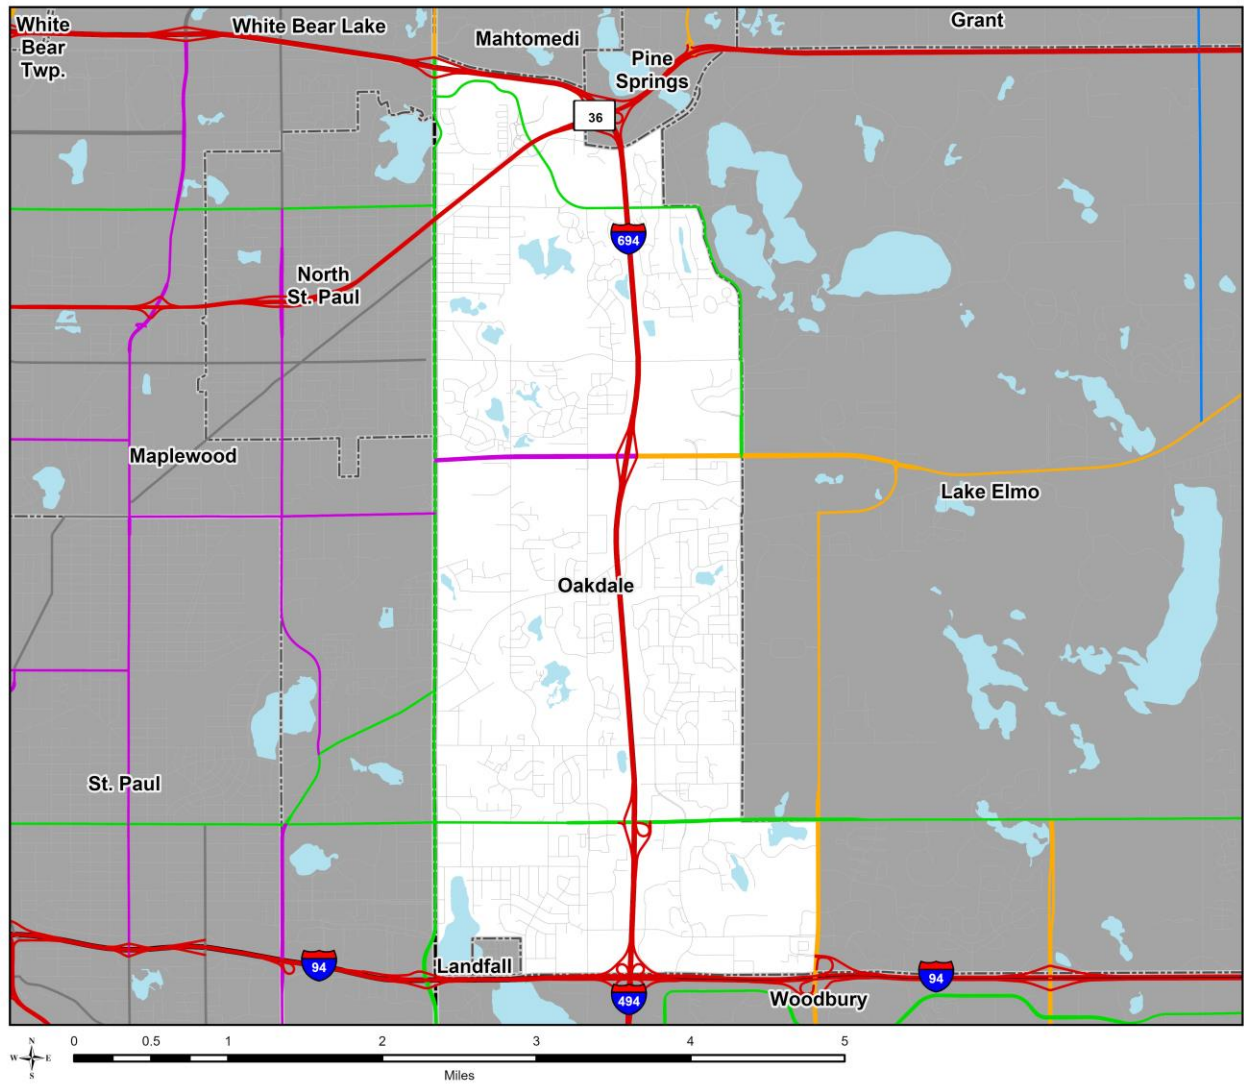 White
Bear
Twp.
White Bear Lake
Mahtomedi
Grant
Pine
Springs
36
694
North
St. Paul
Maplewood
Lake Elmo
Oakdale
St. Paul
94
Landfall
494
94
Woodbury
N
W E
S
0 0.5 1 2 3 4 5
Miles